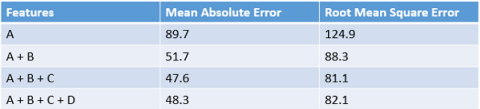 Features Mean Absolute Error Root Mean Square Error
A 89.7 124.9
A + B 51.7 88.3
A + B + C 47.6 81.1
A + B + C + D 48.3 82.1